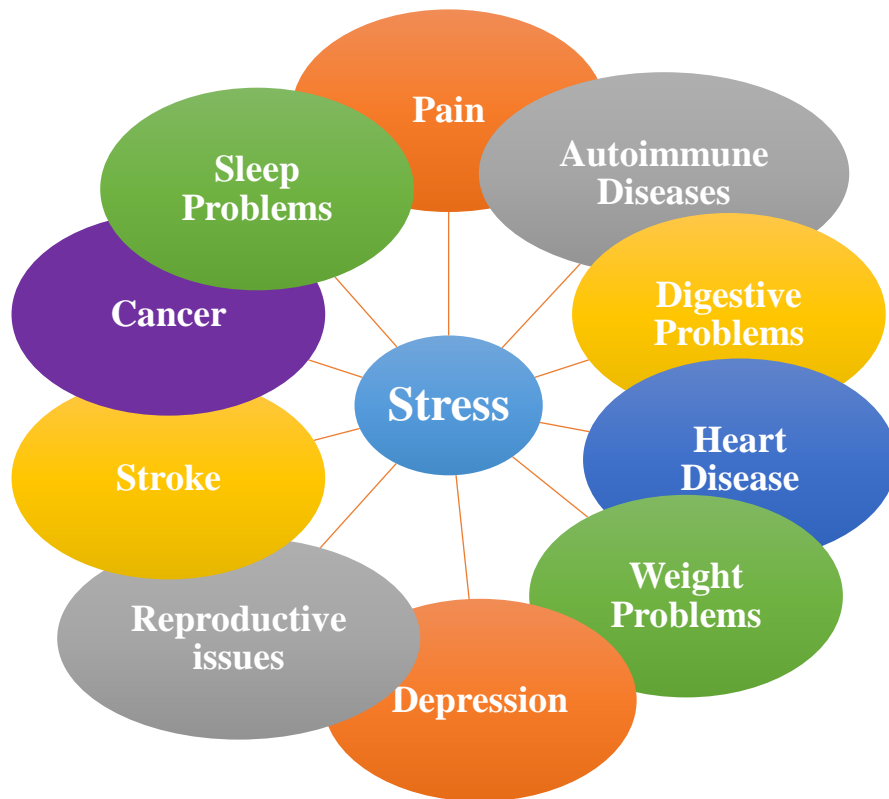 Pain
Autoimmune
Diseases
Digestive
Problems
Heart
Disease
Weight
Problems
Depression
Reproductive
issues
Stroke
Cancer
Sleep
Problems
Stress